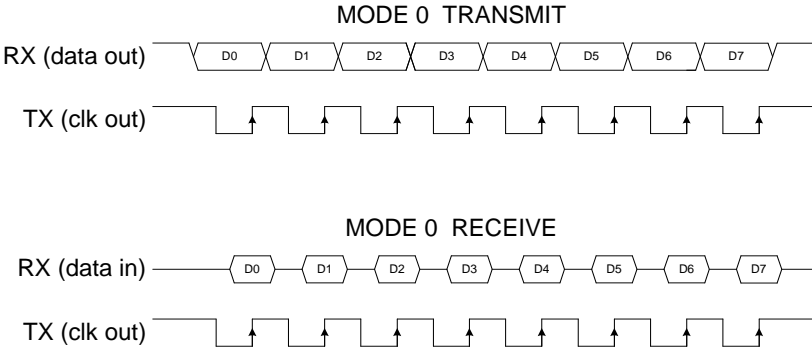 MODE 0 TRANSMIT
RX (data out) D0 D1 D2 D3 D4 D5 D6 D7
TX (clk out)
MODE 0 RECEIVE
RX (data in) D0 D1 D2 D3 D4 D5 D6 D7
TX (clk out)